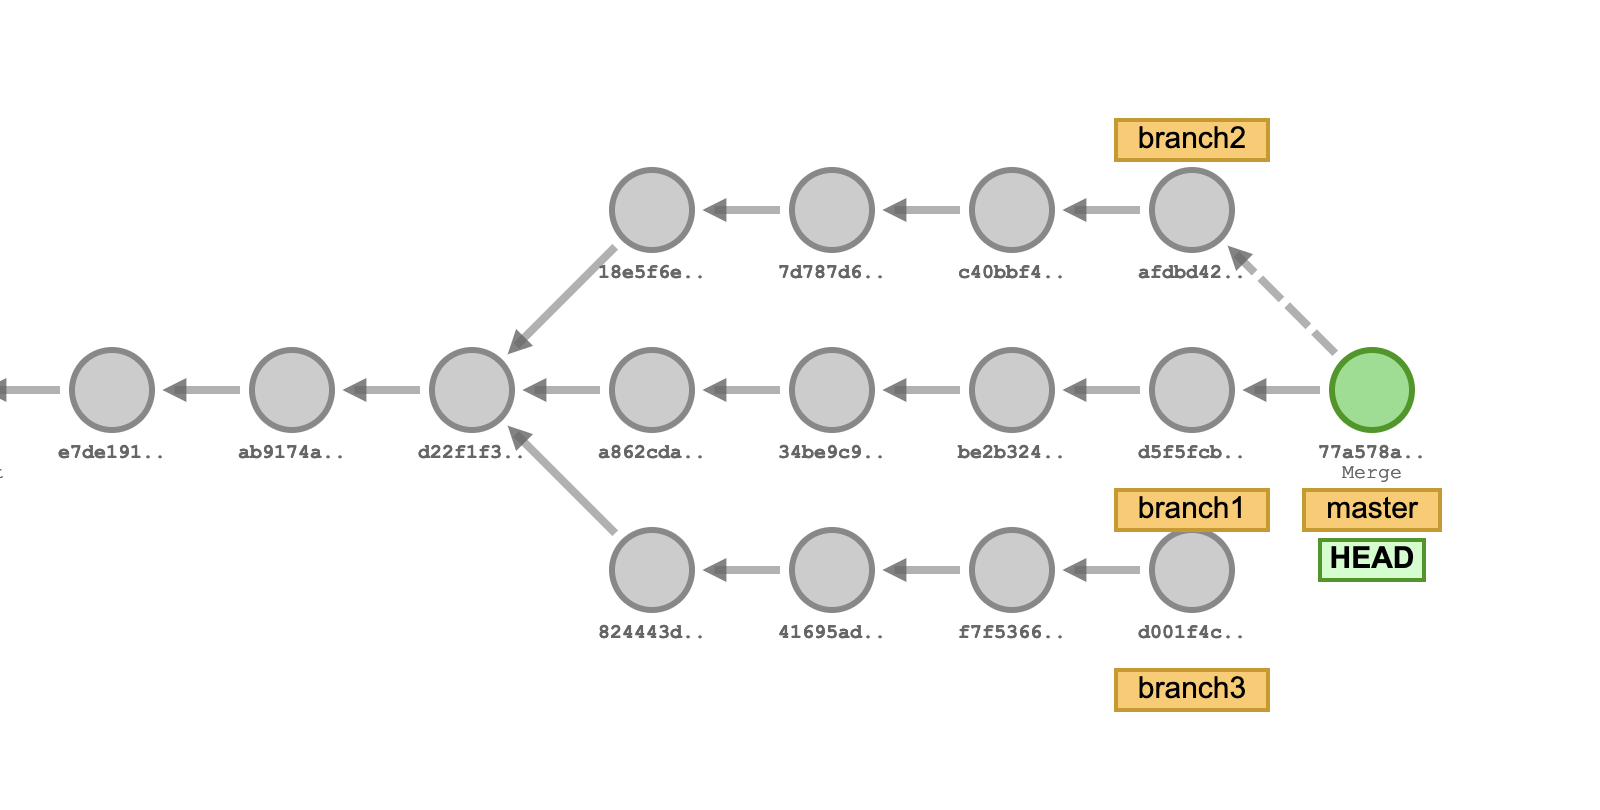 branch2
18e5f6e..
7d787d6..
c40bbf4..
afdbd42..
e7de191..
ab9174a..
d22f1f3..
a862cda..
34be9c9..
be2b324..
d5f5fcb..
77a578a..
Merge
branch1
master
HEAD
824443d..
41695ad..
f7f5366..
d001f4c..
branch3